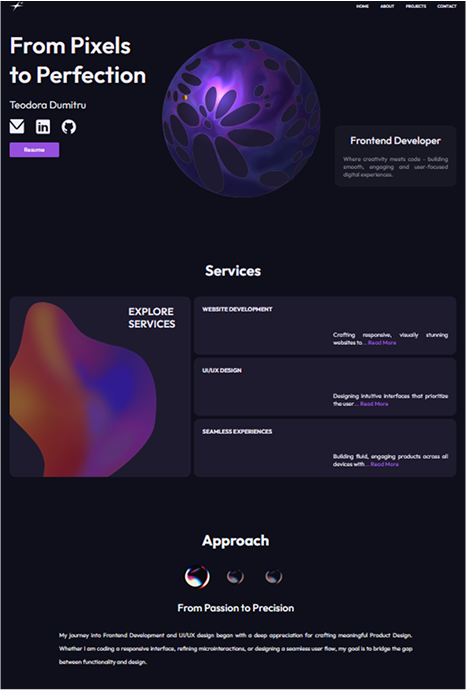 HOME ABOUT PROJECTS CONTACT
From Pixels
to Perfection
Teodora Dumitru
Resume
Frontend Developer
Where creativity meets code - building
smooth, engaging and user-focused
digital experiences.
Services
EXPLORE
SERVICES
WEBSITE DEVELOPMENT
Crafting responsive, visually stunning
websites to... Read More
UI/UX DESIGN
Designing intuitive interfaces that prioritize
the user... Read More
SEAMLESS EXPERIENCES
Building fluid, engaging products across all
devices with... Read More
Approach
From Passion to Precision
My journey into Frontend Development and UI/UX design began with a deep appreciation for crafting meaningful Product Design.
Whether I am coding a responsive interface, refining microinteractions, or designing a seamless user flow, my goal is to bridge the gap
between functionality and design.